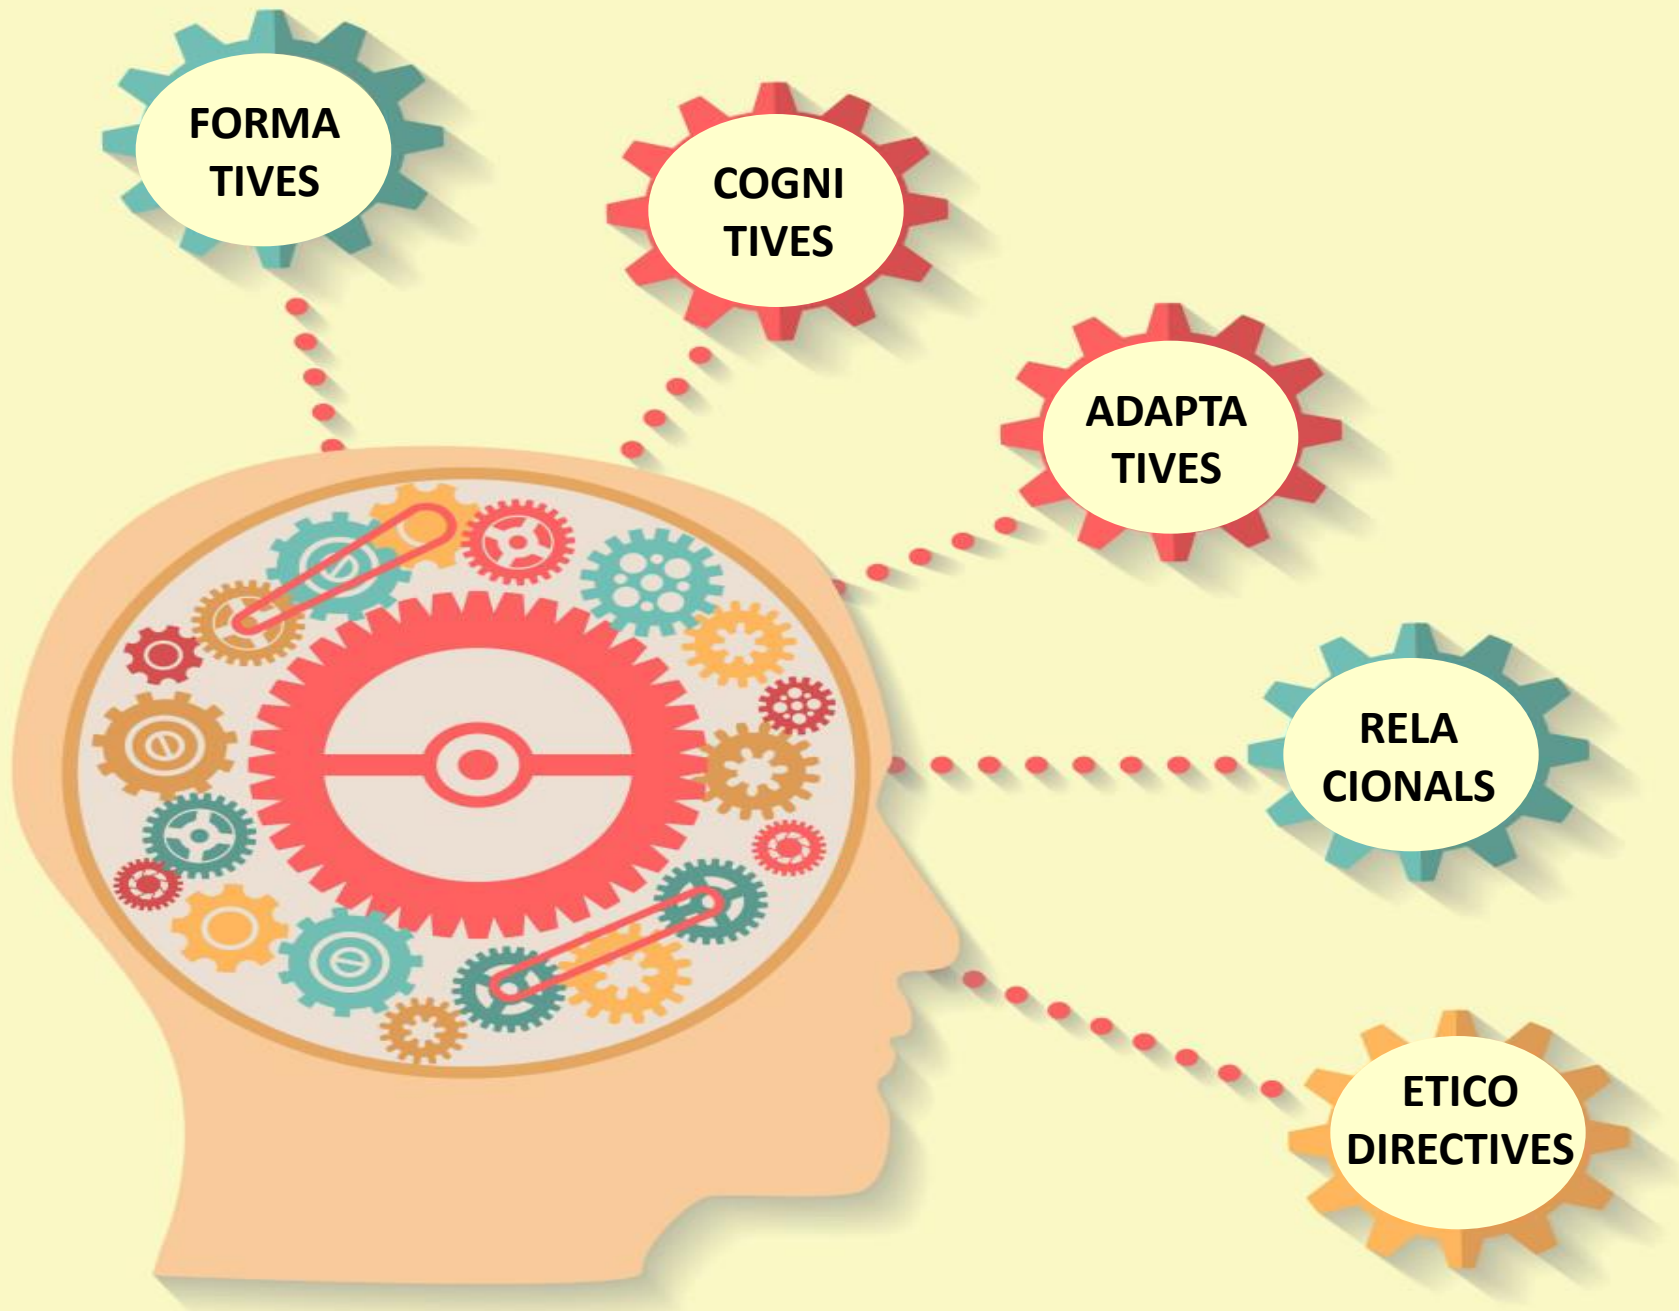 FORMA
TIVES
COGNI
TIVES
ADAPTA
TIVES
RELA
CIONALS
ETICO
DIRECTIVES